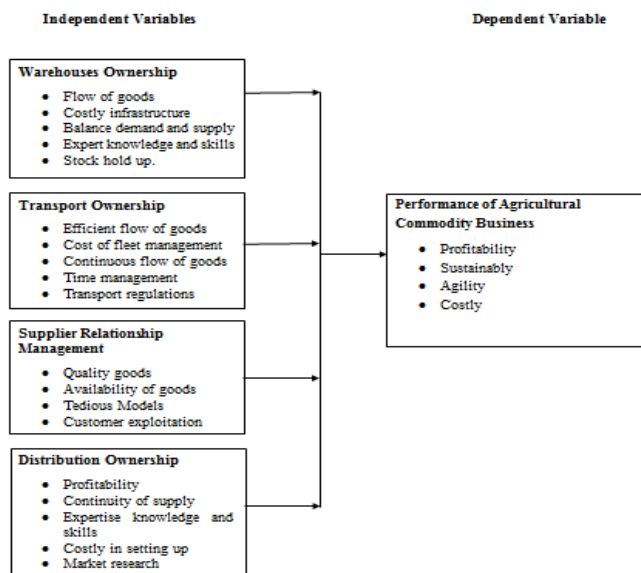 Independent Variables
Dependent Variable
Warehouses Ownership
• Flow of goods
• Costly infrastructure
• Balance demand and supply
• Expert knowledge and skills
• Stock hold up.
Transport Ownership
• Efficient flow of goods
• Cost of fleet management
• Continuous flow of goods
• Time management
• Transport regulations
Supplier Relationship
Management
• Quality goods
• Availability of goods
• Tedious Models
• Customer exploitation
Distribution Ownership
• Profitability
• Continuity of supply
• Expertise knowledge and
skills
• Costly in setting up
• Market research
Performance of Agricultural
Commodity Business
• Profitability
• Sustainably
• Agility
• Costly